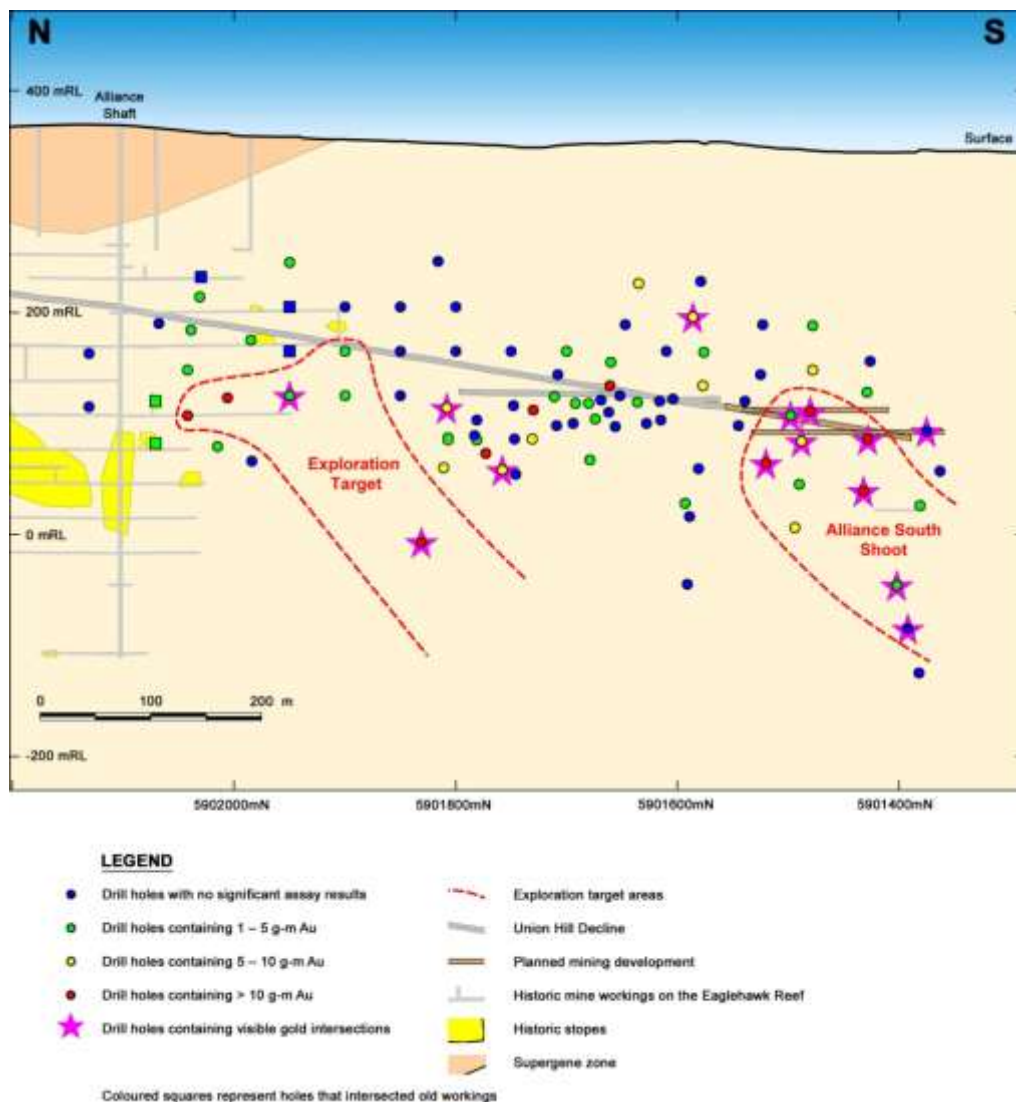 N
S
400 mRL
Alliance
Shaft
Surface
200 mRL
Exploration
Target
0 mRL
Alliance South
Shoot
0 100 200 m
-200 mRL
5902000mN 5901800mN 5901600mN 5901400mN
LEGEND
Drill holes with no significant assay results
Drill holes containing 1 – 5 g-m Au
Drill holes containing 5 – 10 g-m Au
Drill holes containing > 10 g-m Au
Drill holes containing visible gold intersections
Exploration target areas
Union Hill Decline
Planned mining development
Historic mine workings on the Eaglehawk Reef
Historic stopes
Supergene zone
Coloured squares represent holes that intersected old workings